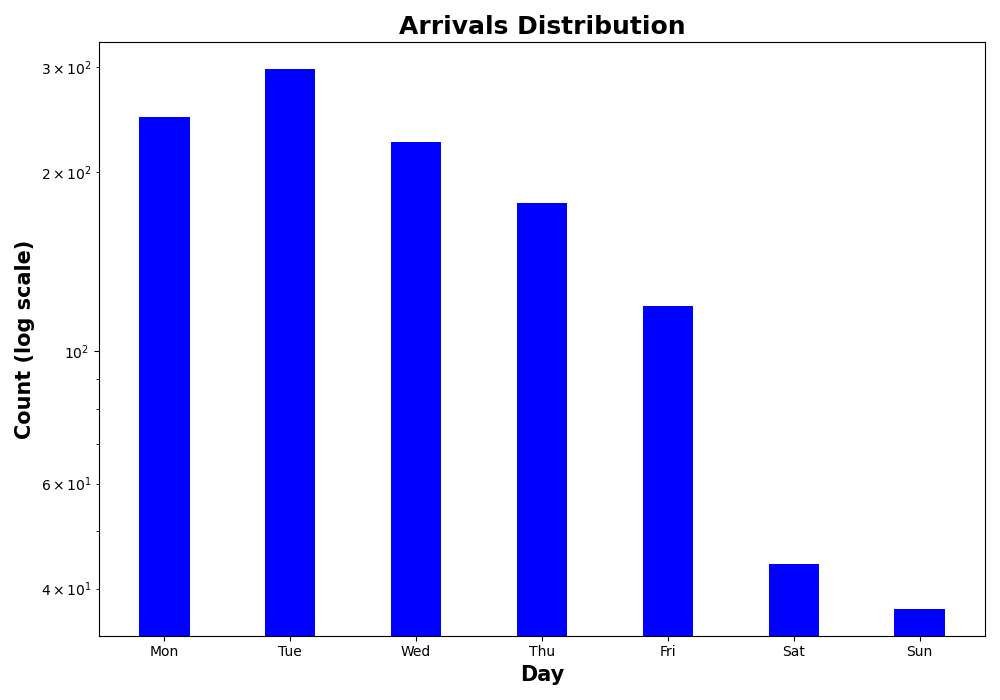 Arrivals Distribution
Count (log scale)
3 × 10²
2 × 10²
10²
6 × 10¹
4 × 10¹
Mon Tue Wed Thu Fri Sat Sun
Day